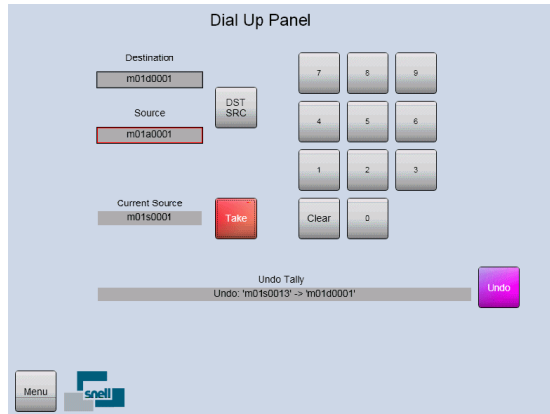 Dial Up Panel
Destination
m01d0001
DST
SRC
Source
m01a0001
7
8
9
4
5
6
1
2
3
Current Source
m01s0001
Take
Clear
0
Undo Tally
Undo: 'm01s0013' -> 'm01d0001'
Undo
Menu
snell